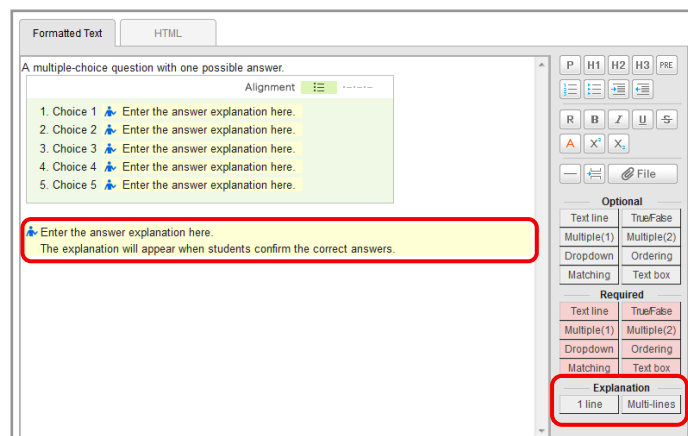 Formatted Text
HTML
A multiple-choice question with one possible answer.
Alignment
1. Choice 1 Enter the answer explanation here.
2. Choice 2 Enter the answer explanation here.
3. Choice 3 Enter the answer explanation here.
4. Choice 4 Enter the answer explanation here.
5. Choice 5 Enter the answer explanation here.
Enter the answer explanation here.
The explanation will appear when students confirm the correct answers.
P H1 H2 H3 PRE
R B I U S
A X² X₂
File
Optional
Text line True/False
Multiple(1) Multiple(2)
Dropdown Ordering
Matching Text box
Required
Text line True/False
Multiple(1) Multiple(2)
Dropdown Ordering
Matching Text box
Explanation
1 line Multi-lines